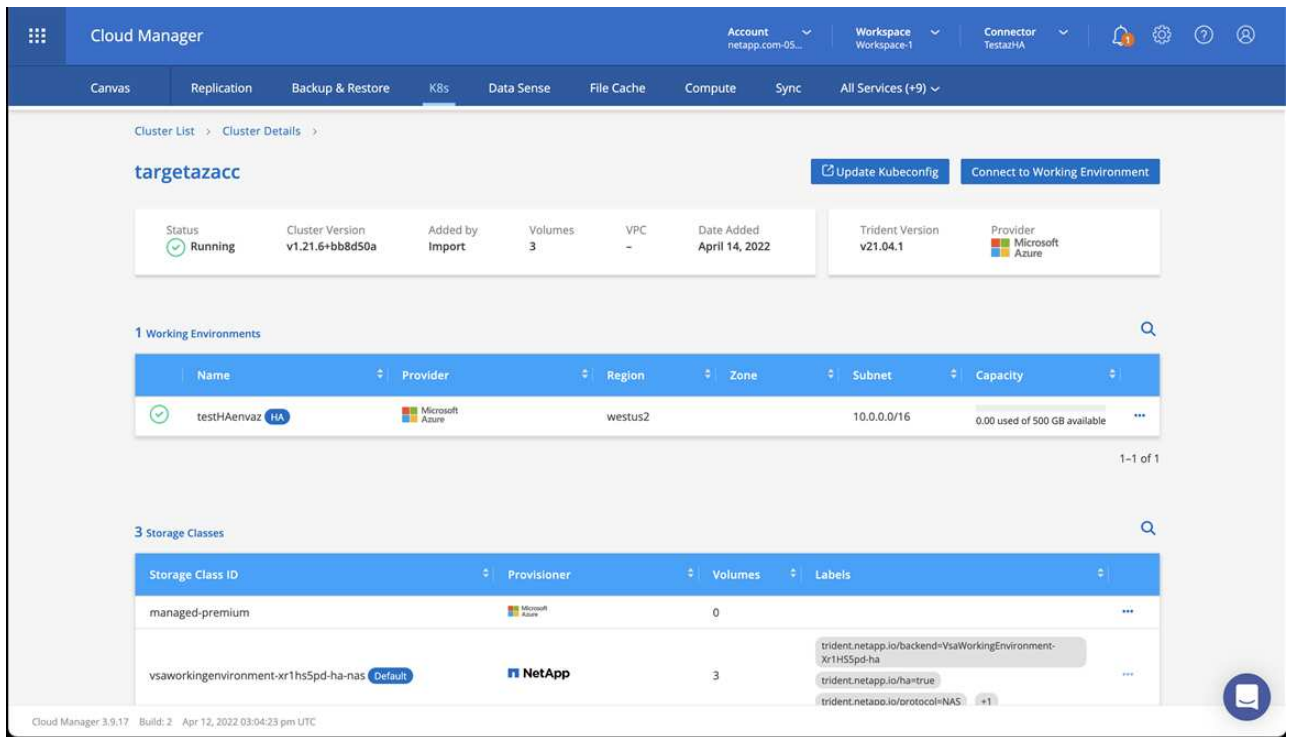 Cloud Manager
Account
netapp.com-05...
Workspace
Workspace-1
Connector
TestazHA
1
Canvas Replication Backup & Restore K8s Data Sense File Cache Compute Sync All Services (+9)
Cluster List > Cluster Details >
targetazacc
Update Kubeconfig
Connect to Working Environment
Status Cluster Version Added by Volumes VPC Date Added Trident Version Provider
Running v1.21.6+bb8d50a Import 3 – April 14, 2022 v21.04.1 Microsoft
Azure
1 Working Environments
Name Provider Region Zone Subnet Capacity
testHAenvaz HA Microsoft Azure westus2 10.0.0.0/16 0.00 used of 500 GB available
1–1 of 1
3 Storage Classes
Storage Class ID Provisioner Volumes Labels
managed-premium Microsoft Azure 0
trident.netapp.io/backend=VsaWorkingEnvironment-
Xr1HS5pd-ha
vsaworkingenvironment-xr1hs5pd-ha-nas Default NetApp 3 trident.netapp.io/ha=true
trident.netapp.io/protocol=NAS +1
Cloud Manager 3.9.17 Build: 2 Apr 12, 2022 03:04:23 pm UTC